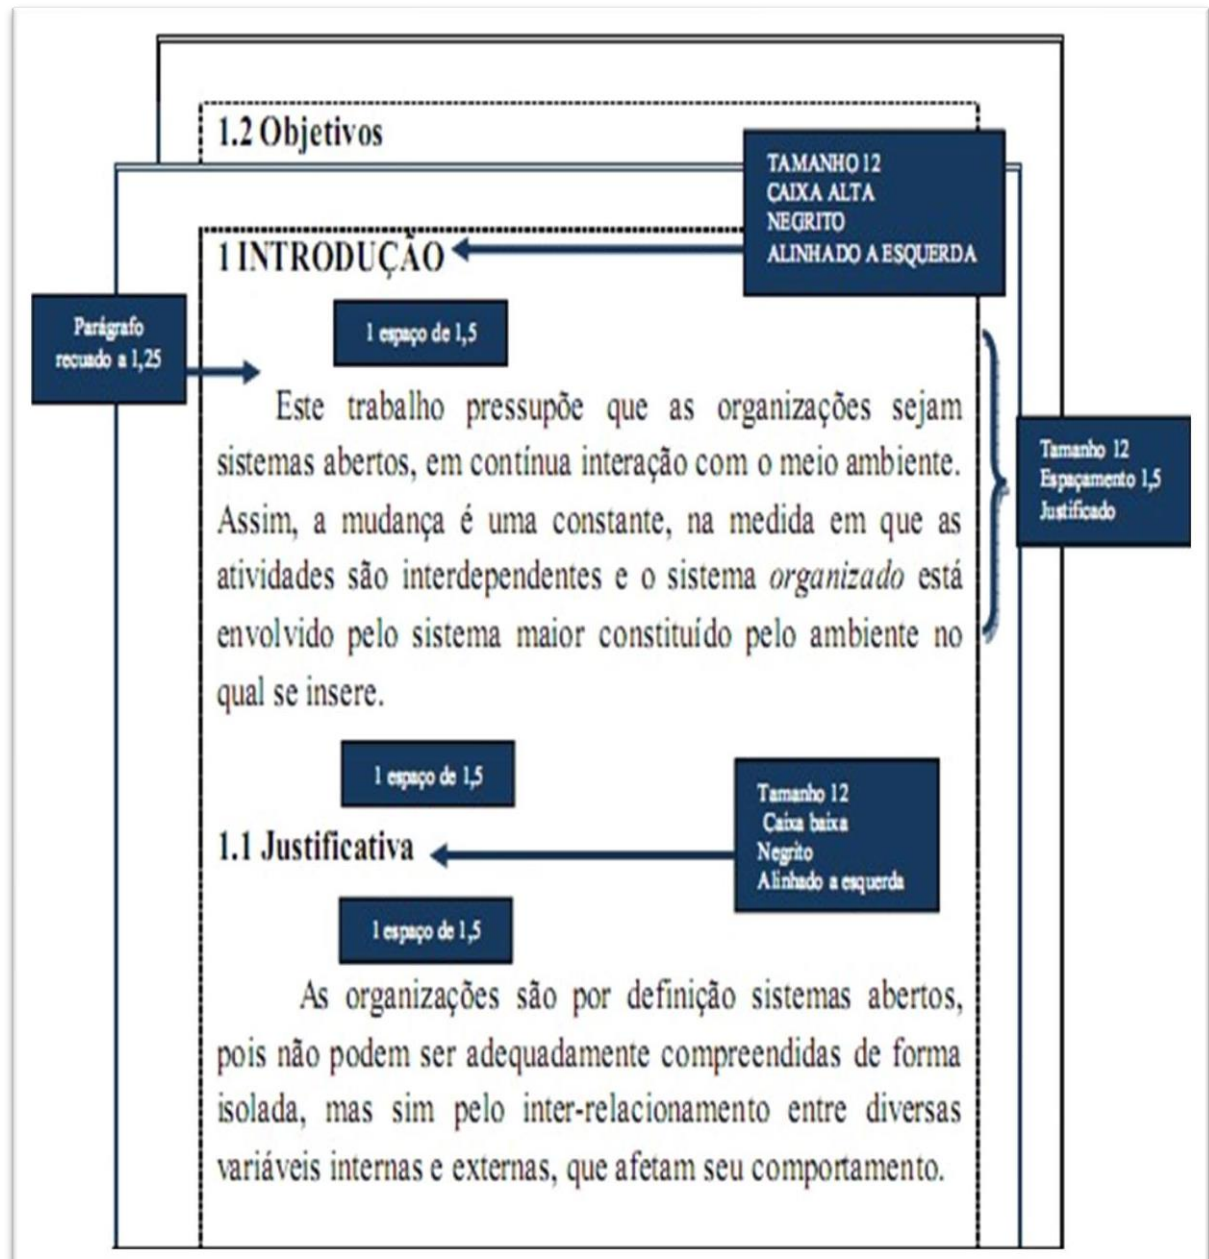 1.2 Objetivos
TAMANHO 12
CAIXA ALTA
NEGRITO
ALINHADO A ESQUERDA
1 INTRODUÇÃO
Parágrafo
recuado a 1,25
1 espaço de 1,5
Este trabalho pressupõe que as organizações sejam
sistemas abertos, em contínua interação com o meio ambiente.
Assim, a mudança é uma constante, na medida em que as
atividades são interdependentes e o sistema organizado está
envolvido pelo sistema maior constituído pelo ambiente no
qual se insere.
Tamanho 12
Espaçamento 1,5
Justificado
1 espaço de 1,5
1.1 Justificativa
Tamanho 12
Caixa baixa
Negrito
Alinhado a esquerda
1 espaço de 1,5
As organizações são por definição sistemas abertos,
pois não podem ser adequadamente compreendidas de forma
isolada, mas sim pelo inter-relacionamento entre diversas
variáveis internas e externas, que afetam seu comportamento.